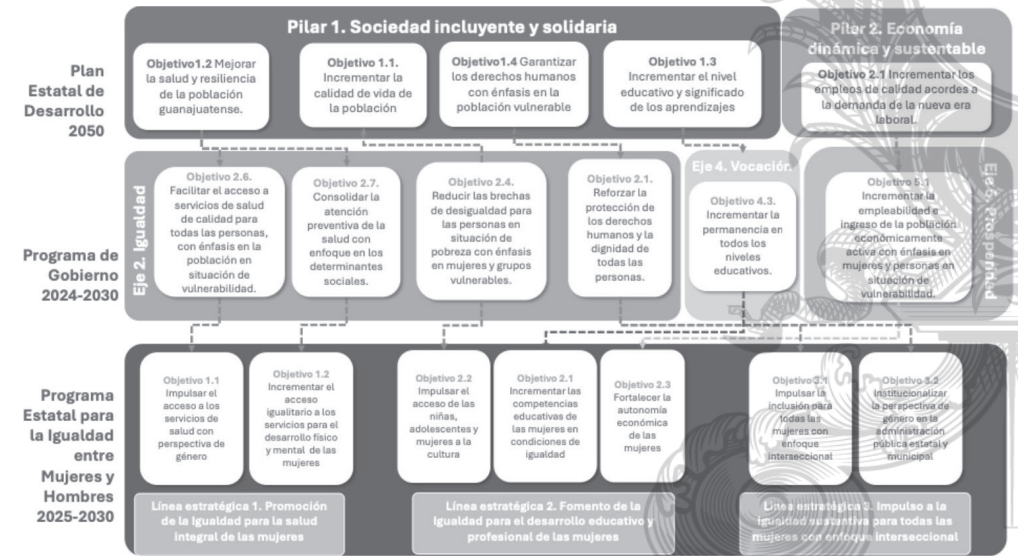 Pilar 1. Sociedad incluyente y solidaria
Pilar 2. Economía
dinámica y sustentable
Plan
Estatal de
Desarrollo
2050
Objetivo1.2 Mejorar
la salud y resiliencia
de la población
guanajuatense.
Objetivo 1.1.
Incrementar la
calidad de vida de
la población
Objetivo1.4 Garantizar
los derechos humanos
con énfasis en la
población vulnerable
Objetivo 1.3
Incrementar el nivel
educativo y significado
de los aprendizajes
Objetivo 2.1 Incrementar los
empleos de calidad acordes a
la demanda de la nueva era
laboral.
Programa de
Gobierno
2024-2030
Eje 2. Igualdad
Objetivo 2.6.
Facilitar el acceso a
servicios de salud
de calidad para
todas las personas,
con énfasis en la
población en
situación de
vulnerabilidad.
Objetivo 2.7.
Consolidar la
atención
preventiva de la
salud con
enfoque en los
determinantes
sociales.
Objetivo 2.4.
Reducir las brechas
de desigualdad para
las personas en
situación de
pobreza con énfasis
en mujeres y grupos
vulnerables.
Objetivo 2.1.
Reforzar la
protección de
los derechos
humanos y la
dignidad de
todas las
personas.
Eje 4. Vocación
Objetivo 4.3.
Incrementar la
permanencia en
todos los
niveles
educativos.
Objetivo 5.1
Incrementar la
empleabilidad e
ingreso de la población
económicamente
activa con énfasis en
mujeres y personas en
situación de
vulnerabilidad.
Programa
Estatal para
la Igualdad
entre
Mujeres y
Hombres
2025-2030
Objetivo 1.1
Impulsar el
acceso a los
servicios de
salud con
perspectiva de
género
Objetivo 1.2
Incrementar el
acceso
igualitario a los
servicios para el
desarrollo físico
y mental de las
mujeres
Objetivo 2.2
Impulsar el
acceso de las
niñas,
adolescentes y
mujeres a la
cultura
Objetivo 2.1
Incrementar las
competencias
educativas de
las mujeres en
condiciones de
igualdad
Objetivo 2.3
Fortalecer la
autonomía
económica
de las
mujeres
Objetivo 3.1
Impulsar la
inclusión para
todas las
mujeres con
enfoque
interseccional
Objetivo 3.2
Institucionalizar
la perspectiva de
género en la
administración
pública estatal y
municipal
Línea estratégica 1. Promoción
de la Igualdad para la salud
integral de las mujeres
Línea estratégica 2. Fomento de la
Igualdad para el desarrollo educativo y
profesional de las mujeres
Línea estratégica 3. Impulso a la
igualdad sustantiva para todas las
mujeres con enfoque interseccional